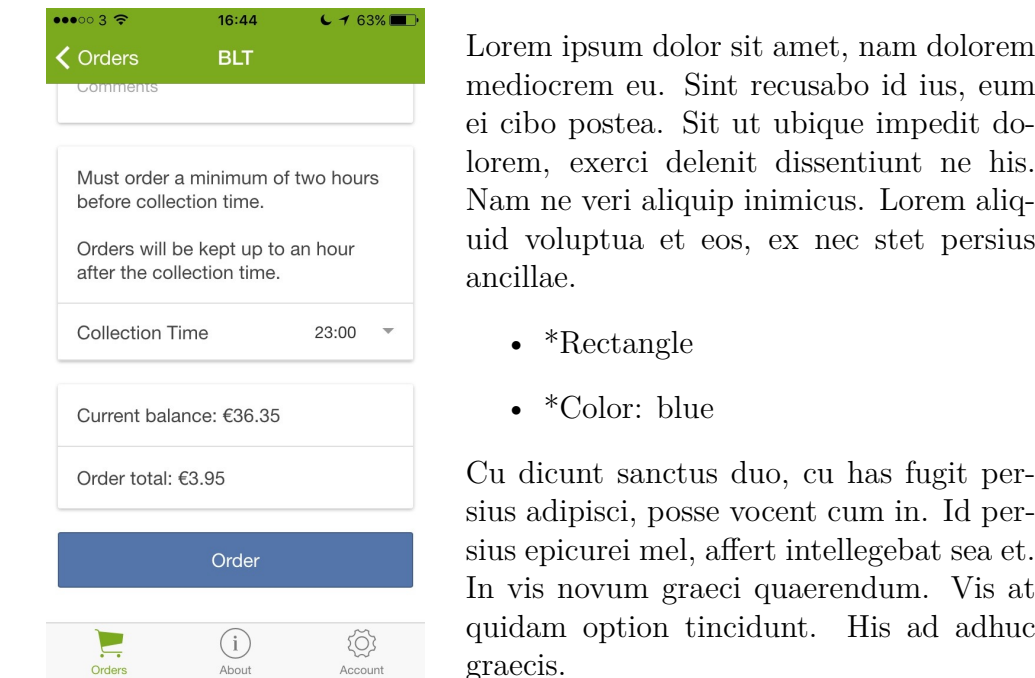 3 16:44 63%
Orders BLT
Comments
Must order a minimum of two hours
before collection time.
Orders will be kept up to an hour
after the collection time.
Collection Time 23:00
Current balance: €36.35
Order total: €3.95
Order
Orders About Account
Lorem ipsum dolor sit amet, nam dolorem
mediocrem eu. Sint recusabo id ius, eum
ei cibo postea. Sit ut ubique impedit do-
lorem, exerci delenit dissentiunt ne his.
Nam ne veri aliquip inimicus. Lorem aliq-
uid voluptua et eos, ex nec stet persius
ancillae.
• *Rectangle
• *Color: blue
Cu dicunt sanctus duo, cu has fugit per-
sius adipisci, posse vocent cum in. Id per-
sius epicurei mel, affert intellegebat sea et.
In vis novum graeci quaerendum. Vis at
quidam option tincidunt. His ad adhuc
graecis.